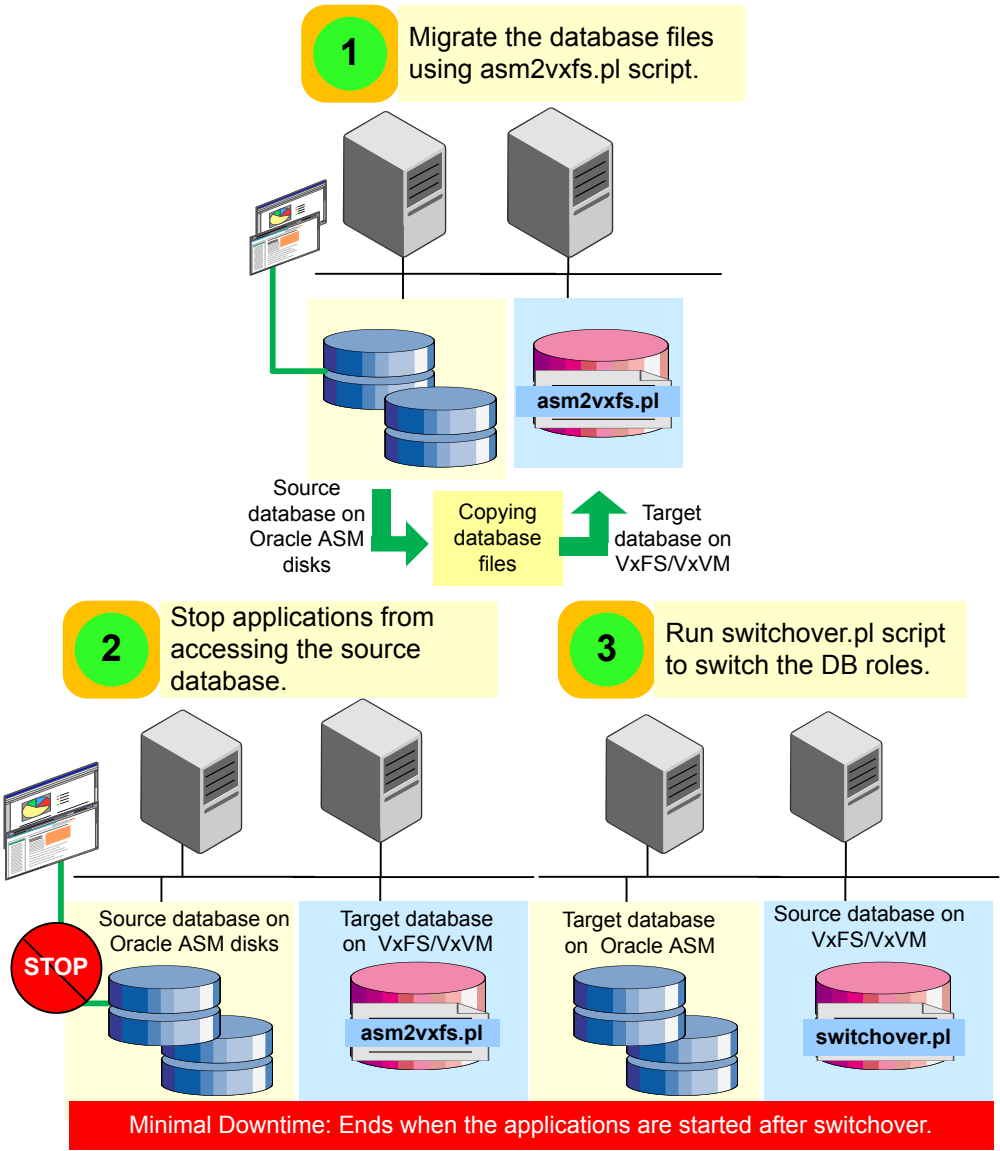 1
Migrate the database files
using asm2vxfs.pl script.
asm2vxfs.pl
Source
database on
Oracle ASM
disks
Copying
database
files
Target
database on
VxFS/VxVM
2
Stop applications from
accessing the source
database.
3
Run switchover.pl script
to switch the DB roles.
STOP
Source database on
Oracle ASM disks
Target database
on VxFS/VxVM
asm2vxfs.pl
Target database
on Oracle ASM
Source database on
VxFS/VxVM
switchover.pl
Minimal Downtime: Ends when the applications are started after switchover.